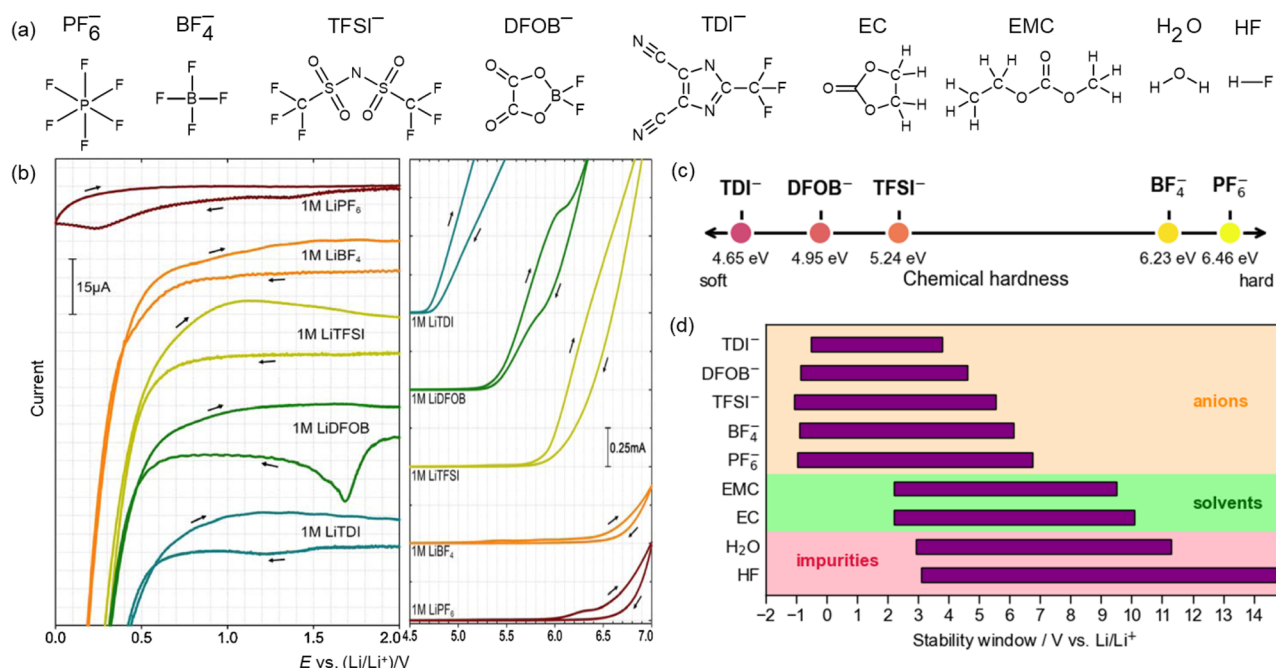 (a)
PF₆⁻ BF₄⁻ TFSI⁻ DFOB⁻ TDI⁻ EC EMC H₂O HF
F F F F F F P
F F F F B
O O O O S N S F F F F F F
O O O O B F F
N N N N F F F
O O O H H H H
H H H H H O O O H H H
H O H
H F
(b)
1M LiPF₆
1M LiBF₄
15μA
1M LiTFSI
1M LiDFOB
1M LiTDI
Current
0.0 0.5 1.0 1.5 2.0
1M LiTDI
1M LiDFOB
0.25mA
1M LiTFSI
1M LiBF₄
1M LiPF₆
4.5 5.0 5.5 6.0 6.5 7.0
E vs. (Li/Li⁺)/V
(c)
TDI⁻ DFOB⁻ TFSI⁻ BF₄⁻ PF₆⁻
4.65 eV 4.95 eV 5.24 eV 6.23 eV 6.46 eV
soft Chemical hardness hard
(d)
TDI⁻
DFOB⁻
TFSI⁻ anions
BF₄⁻
PF₆⁻
EMC solvents
EC
H₂O impurities
HF
−2 −1 0 1 2 3 4 5 6 7 8 9 10 11 12 13 14
Stability window / V vs. Li/Li⁺